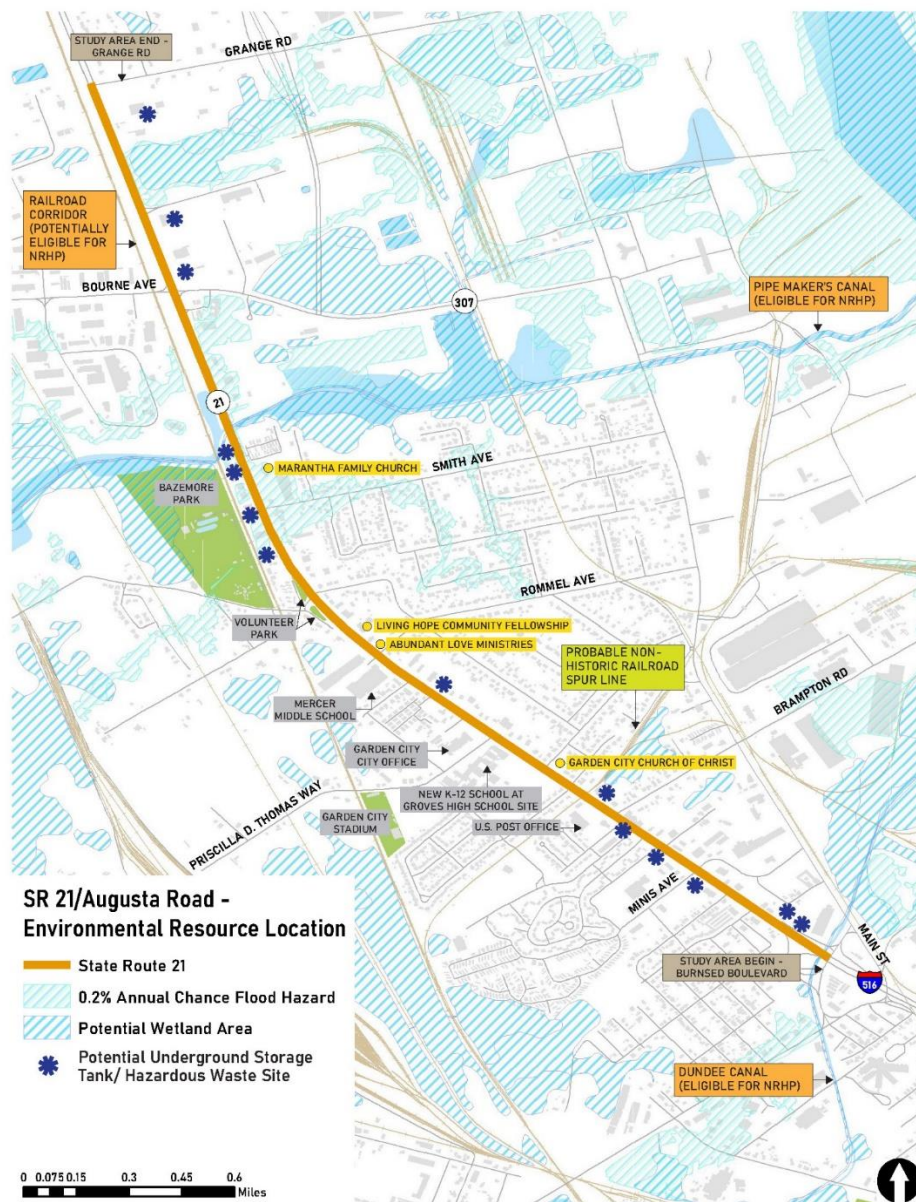 STUDY AREA END -
GRANGE RD
GRANGE RD
RAILROAD
CORRIDOR
(POTENTIALLY
ELIGIBLE FOR
NRHP)
BOURNE AVE
307
PIPE MAKER'S CANAL
(ELIGIBLE FOR NRHP)
21
MARANTHA FAMILY CHURCH
SMITH AVE
BAZEMORE
PARK
ROMMEL AVE
VOLUNTEER
PARK
LIVING HOPE COMMUNITY FELLOWSHIP
ABUNDANT LOVE MINISTRIES
PROBABLE NON-
HISTORIC RAILROAD
SPUR LINE
BRAMPTON RD
MERCER
MIDDLE SCHOOL
GARDEN CITY
CITY OFFICE
GARDEN CITY CHURCH OF CHRIST
NEW K-12 SCHOOL AT
GROVES HIGH SCHOOL SITE
PRISCILLA D. THOMAS WAY
GARDEN CITY
STADIUM
U.S. POST OFFICE
MINIS AVE
MAIN ST
STUDY AREA BEGIN -
BURNSED BOULEVARD
516
DUNDEE CANAL
(ELIGIBLE FOR NRHP)
SR 21/Augusta Road -
Environmental Resource Location
State Route 21
0.2% Annual Chance Flood Hazard
Potential Wetland Area
Potential Underground Storage
Tank/ Hazardous Waste Site
0 0.075 0.15 0.3 0.45 0.6
Miles